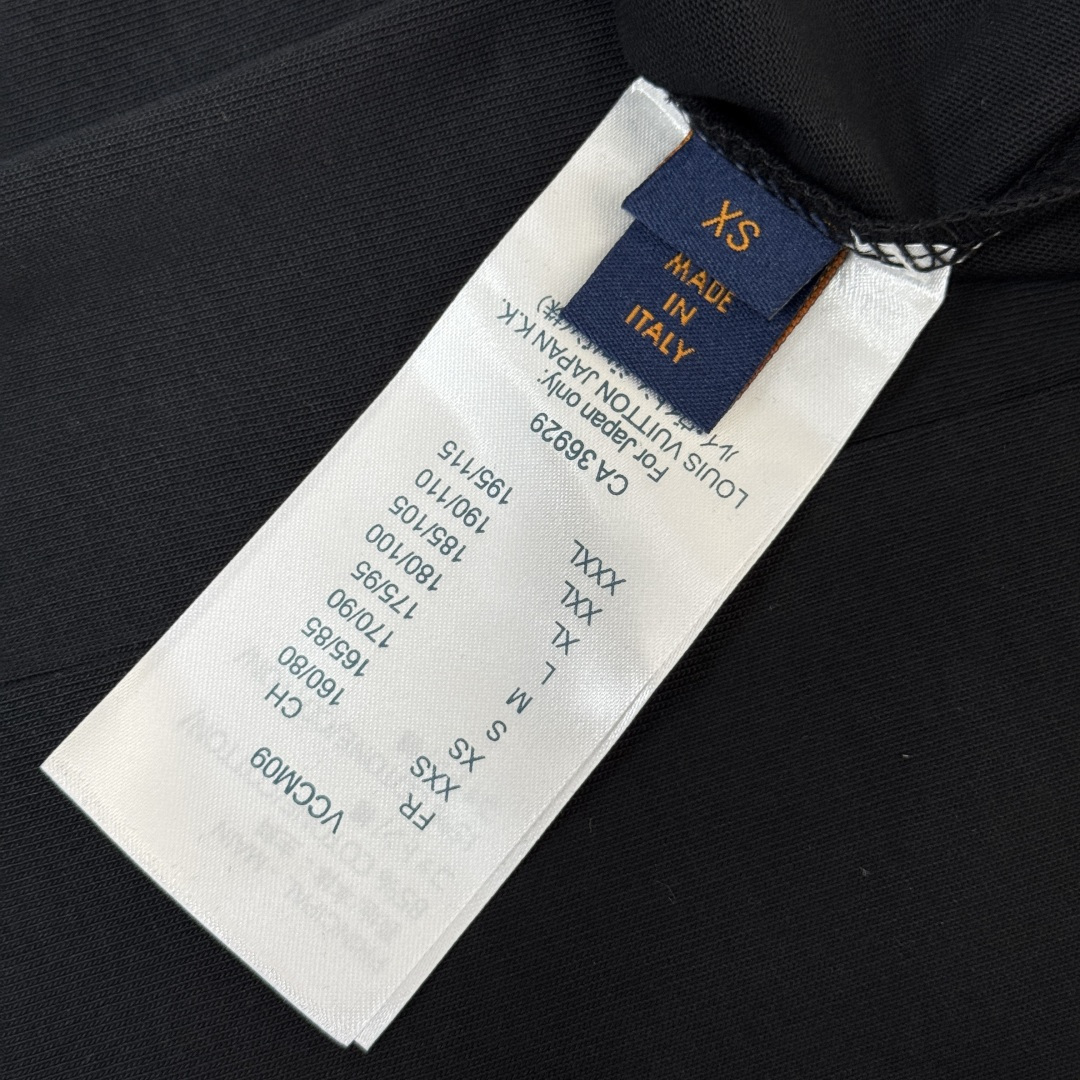 XS
MADE
IN
ITALY
VCCM09
FR CH
XXS 160/80
XS 165/85
S 170/90
M 175/95
L 180/100
XL 185/105
XXL 190/110
XXXL 195/115
CA 36929
For Japan only:
LOUIS VUITTON JAPAN K.K.